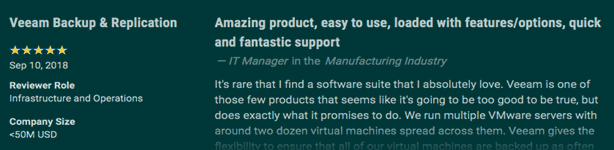 Veeam Backup & Replication
Sep 10, 2018
Reviewer Role
Infrastructure and Operations
Company Size
<50M USD
Amazing product, easy to use, loaded with features/options, quick
and fantastic support
— IT Manager in the Manufacturing Industry
It's rare that I find a software suite that I absolutely love. Veeam is one of
those few products that seems like it's going to be too good to be true, but
does exactly what it promises to do. We run multiple VMware servers with
around two dozen virtual machines spread across them. Veeam gives the
flexibility to ensure that all of our virtual machines are backed up as often